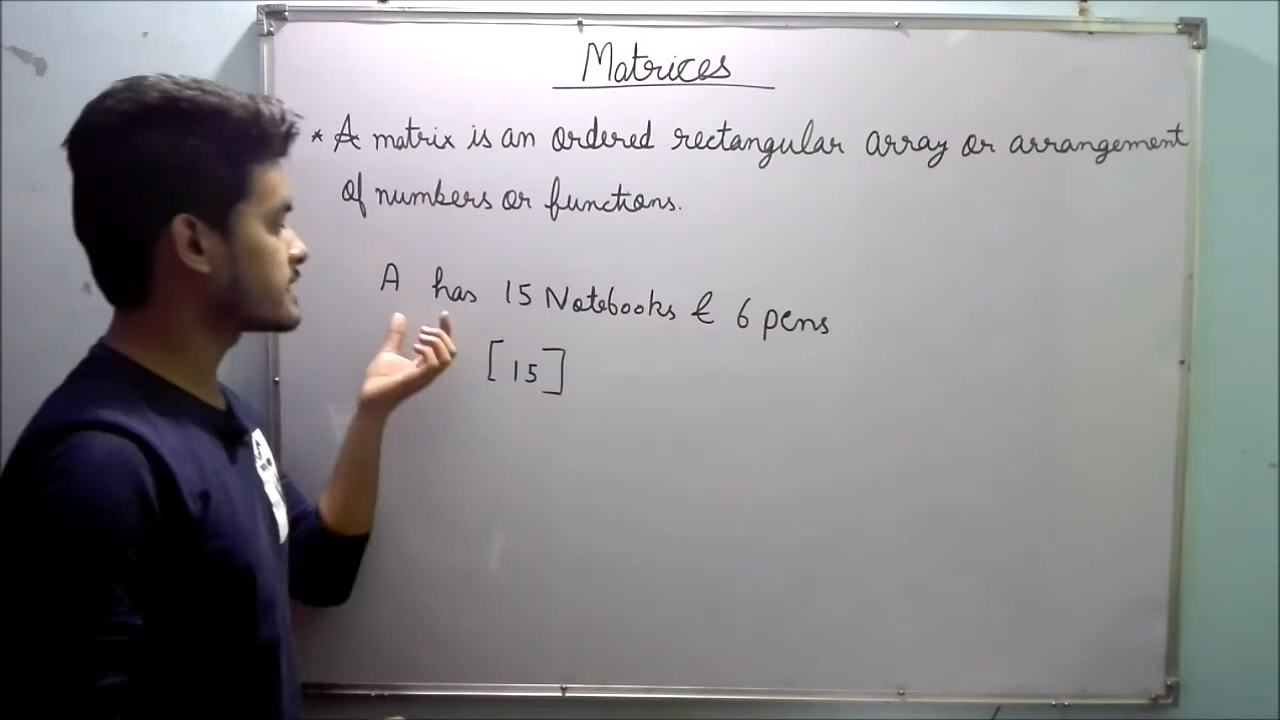 Matrices
* A matrix is an ordered rectangular array or arrangement
of numbers or functions.
A has 15 Notebooks & 6 pens
[15]